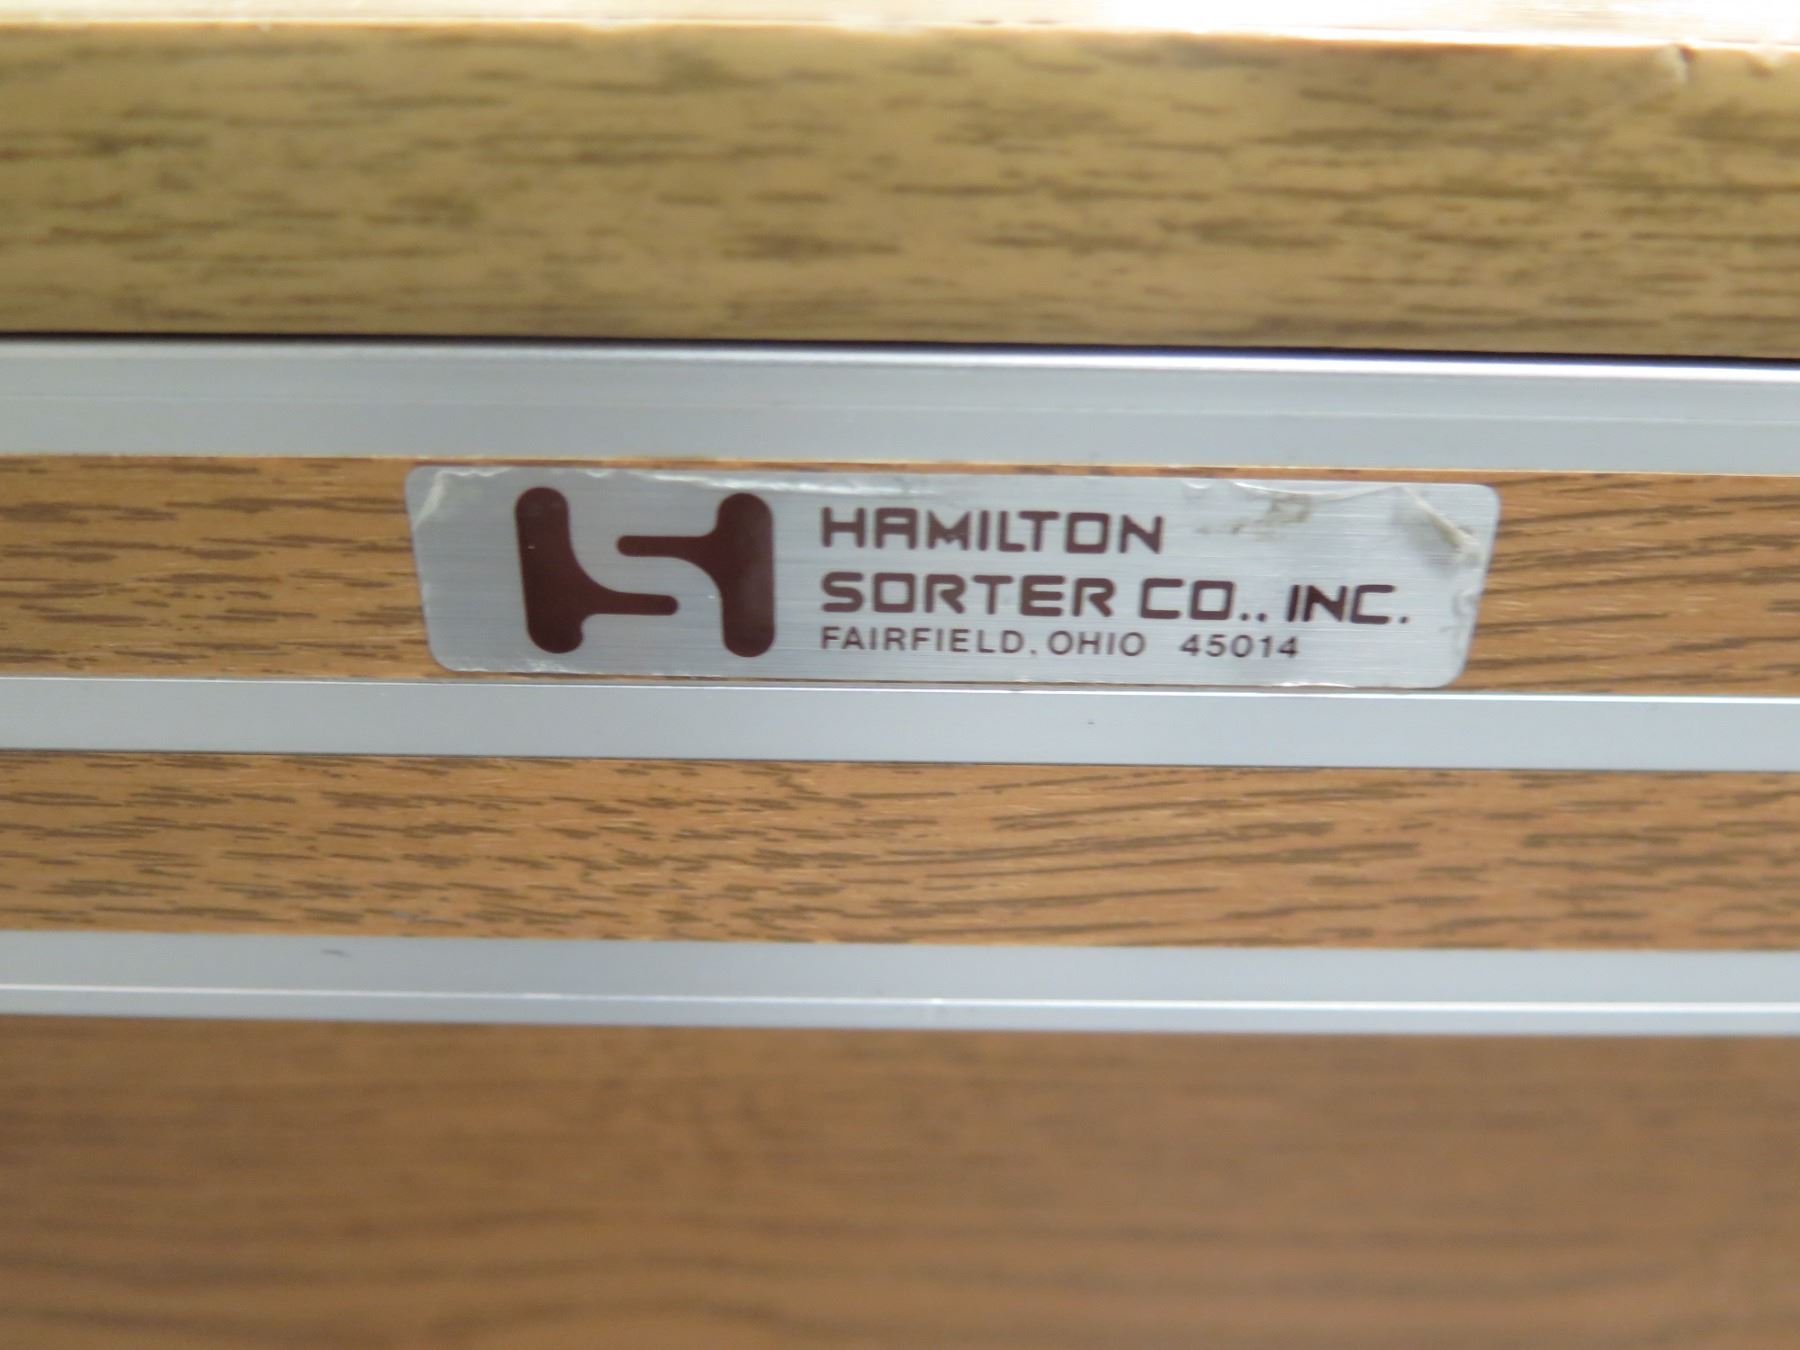 HAMILTON
SORTER CO., INC.
FAIRFIELD, OHIO 45014